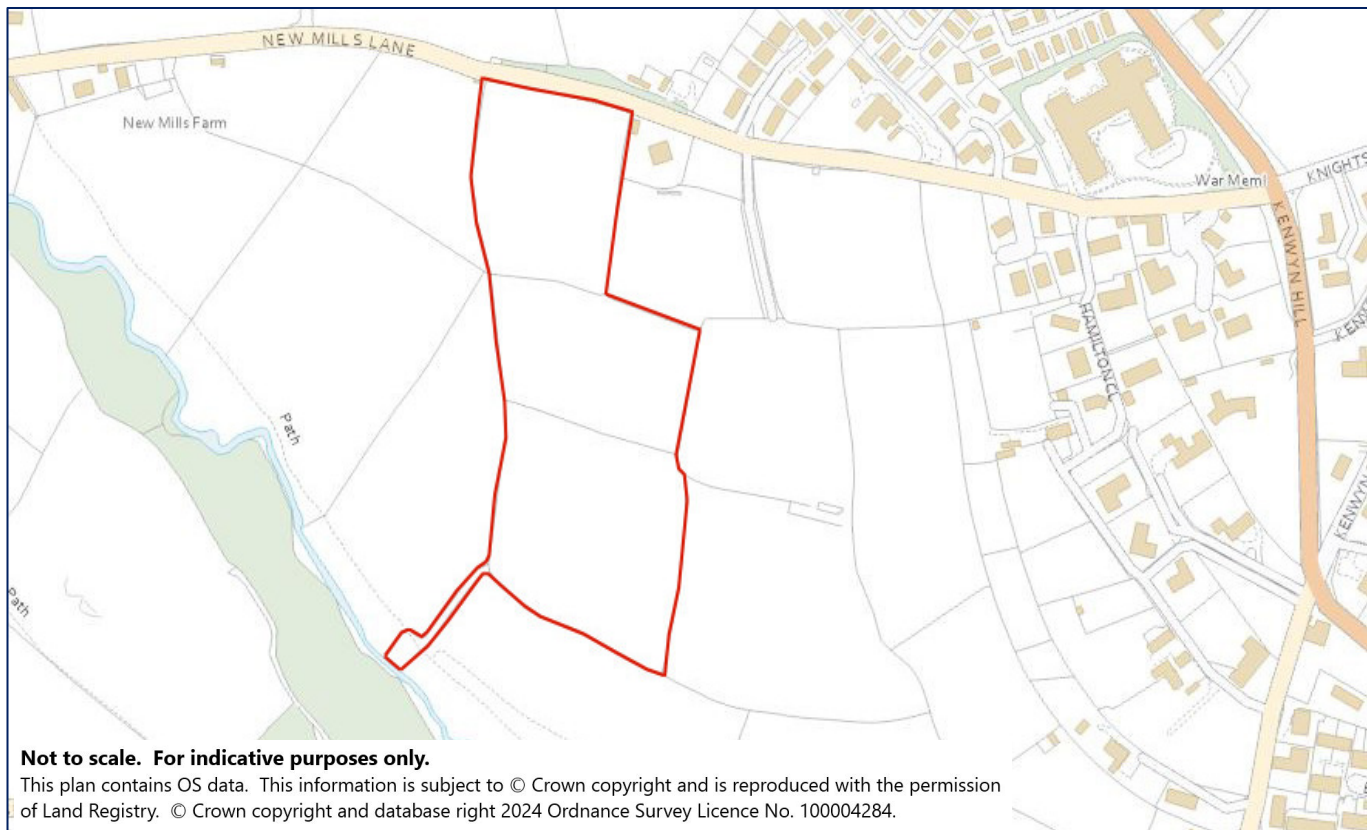 NEW MILLS LANE
New Mills Farm
War Meml
KNIGHTS
KENWYN HILL
HAMILTON CL
Path
Path
Not to scale. For indicative purposes only.
This plan contains OS data. This information is subject to © Crown copyright and is reproduced with the permission
of Land Registry. © Crown copyright and database right 2024 Ordnance Survey Licence No. 100004284.